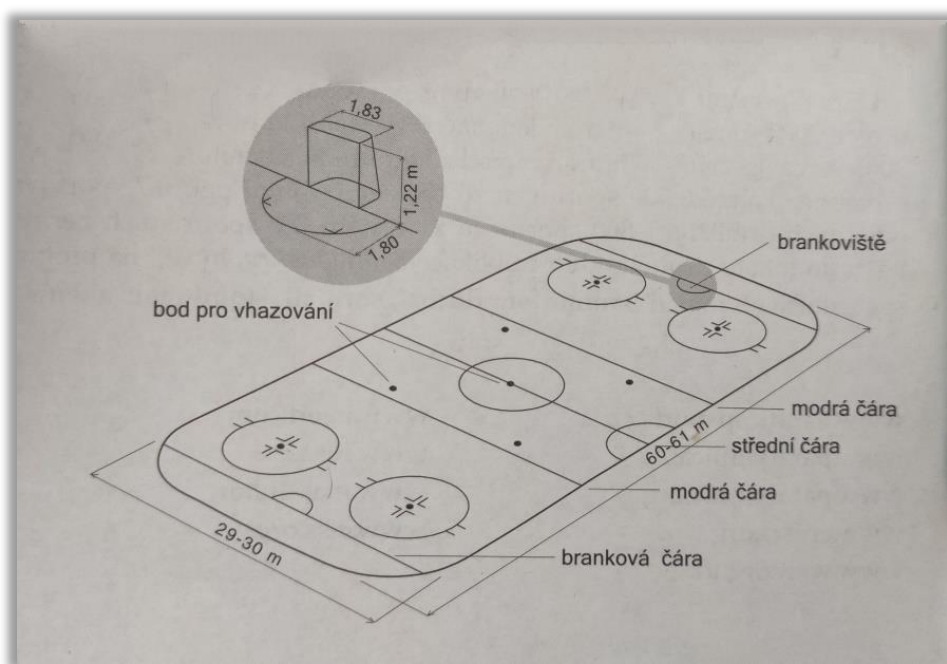 1,83
1,22 m
1,80
brankoviště
bod pro vhazování
modrá čára
60-61 m
střední čára
modrá čára
29-30 m
branková čára